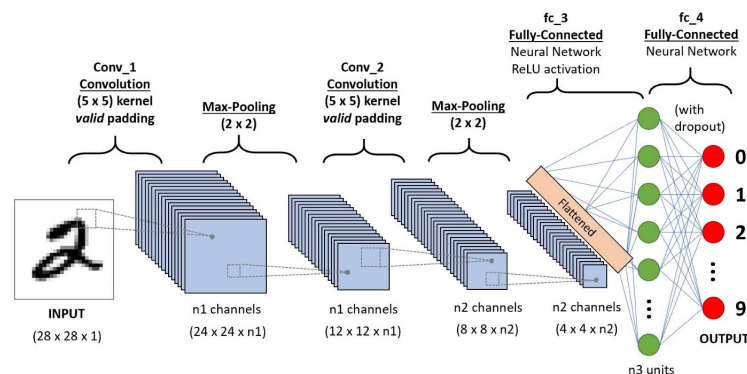 fc_3
Fully-Connected
Neural Network
ReLU activation
fc_4
Fully-Connected
Neural Network
Conv_1
Convolution
(5 x 5) kernel
valid padding
Max-Pooling
(2 x 2)
Conv_2
Convolution
(5 x 5) kernel
valid padding
Max-Pooling
(2 x 2)
(with
dropout)
Flattened
0
1
2
9
2
INPUT
(28 x 28 x 1)
n1 channels
(24 x 24 x n1)
n1 channels
(12 x 12 x n1)
n2 channels
(8 x 8 x n2)
n2 channels
(4 x 4 x n2)
OUTPUT
n3 units